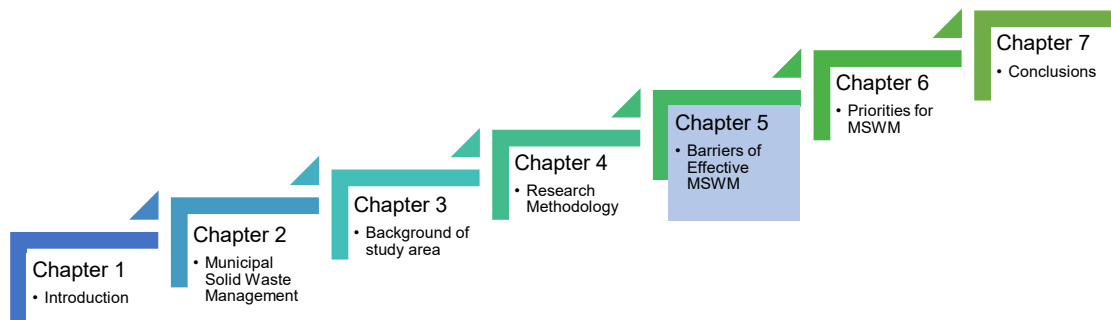 Chapter 1
• Introduction
Chapter 2
• Municipal
Solid Waste
Management
Chapter 3
• Background of
study area
Chapter 4
• Research
Methodology
Chapter 5
• Barriers of
Effective
MSWM
Chapter 6
• Priorities for
MSWM
Chapter 7
• Conclusions